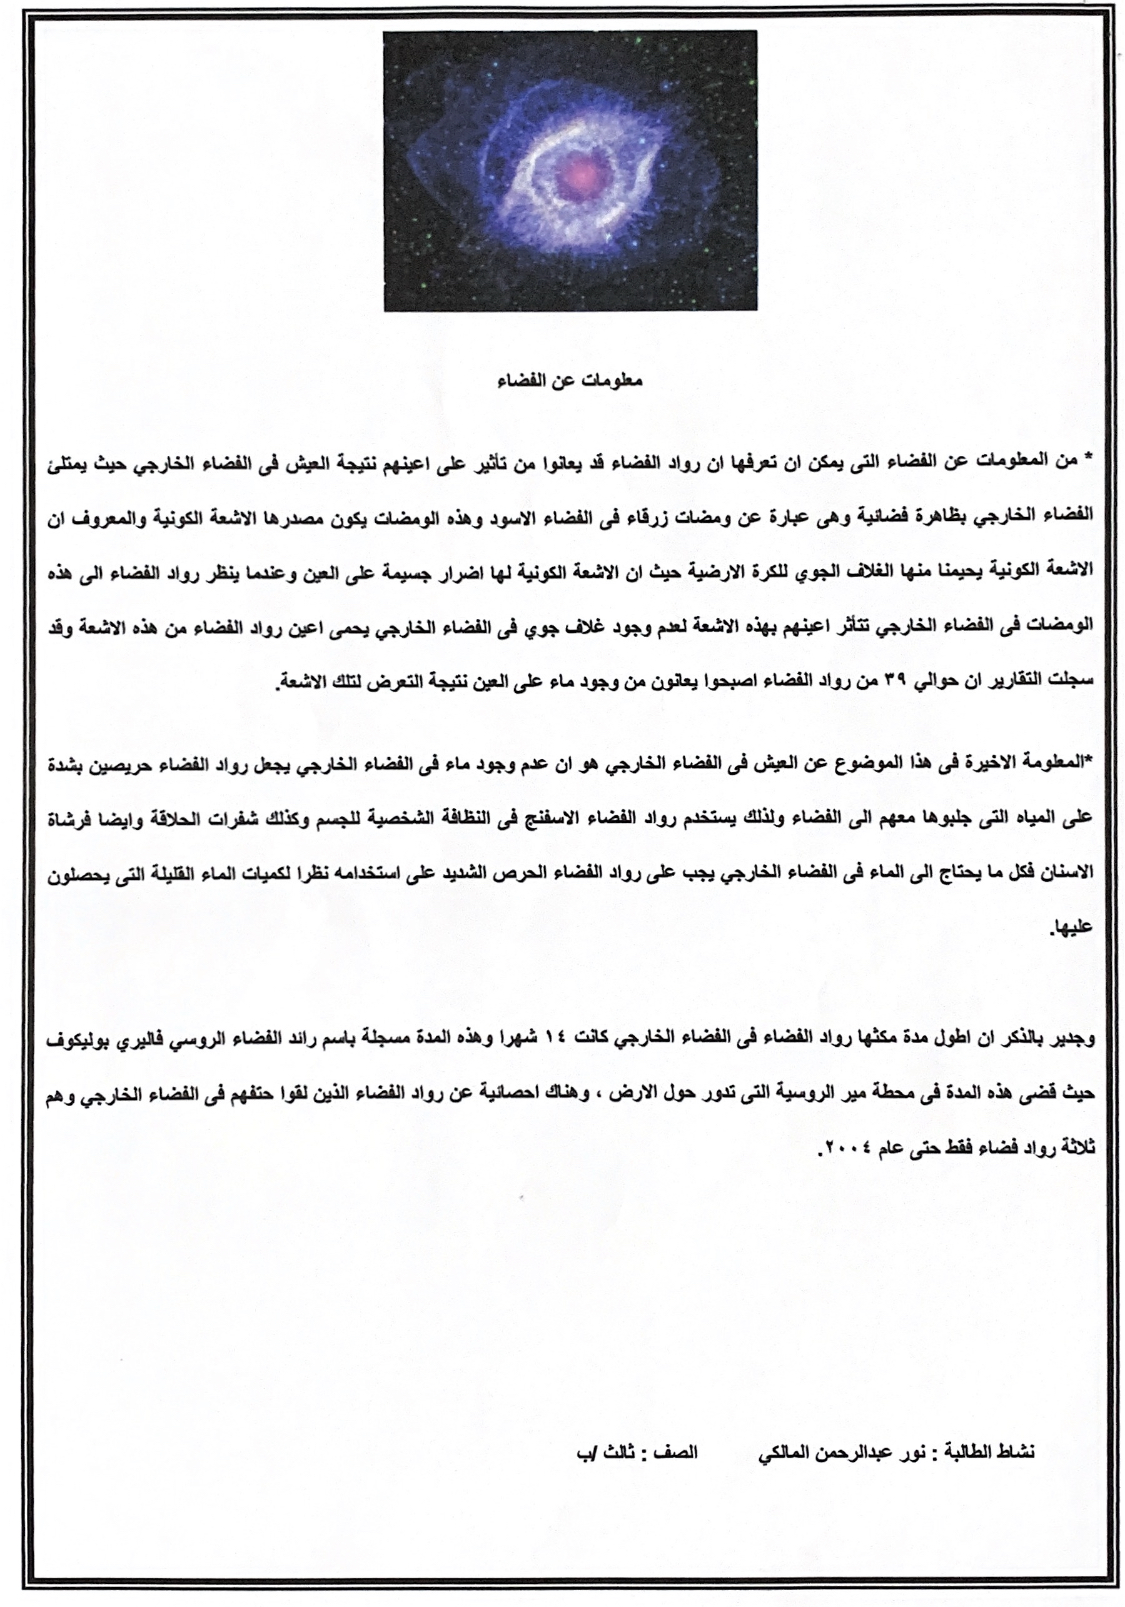 معلومات عن الفضاء
* من المعلومات عن الفضاء التى يمكن ان تعرفها ان رواد الفضاء قد يعانوا من تأثير على اعينهم نتيجة العيش فى الفضاء الخارجي حيث يمتلئ
الفضاء الخارجي بظاهرة فضائية وهى عبارة عن ومضات زرقاء فى الفضاء الاسود وهذه الومضات يكون مصدرها الاشعة الكونية والمعروف ان
الاشعة الكونية يحيمنا منها الغلاف الجوي للكرة الارضية حيث ان الاشعة الكونية لها اضرار جسيمة على العين وعندما ينظر رواد الفضاء الى هذه
الومضات فى الفضاء الخارجي تتأثر اعينهم بهذه الاشعة لعدم وجود غلاف جوي فى الفضاء الخارجي يحمى اعين رواد الفضاء من هذه الاشعة وقد
سجلت التقارير ان حوالي ٣٩ من رواد الفضاء اصبحوا يعانون من وجود ماء على العين نتيجة التعرض لتلك الاشعة.
*المعلومة الاخيرة فى هذا الموضوع عن العيش فى الفضاء الخارجي هو ان عدم وجود ماء فى الفضاء الخارجي يجعل رواد الفضاء حريصين بشدة
على المياه التى جلبوها معهم الى الفضاء ولذلك يستخدم رواد الفضاء الاسفنج فى النظافة الشخصية للجسم وكذلك شفرات الحلاقة وايضا فرشاة
الاسنان فكل ما يحتاج الى الماء فى الفضاء الخارجي يجب على رواد الفضاء الحرص الشديد على استخدامه نظرا لكميات الماء القليلة التى يحصلون
عليها.
وجدير بالذكر ان اطول مدة مكثها رواد الفضاء فى الفضاء الخارجي كانت ١٤ شهرا وهذه المدة مسجلة باسم رائد الفضاء الروسي فاليري بوليكوف
حيث قضى هذه المدة فى محطة مير الروسية التى تدور حول الارض ، وهناك احصائية عن رواد الفضاء الذين لقوا حتفهم فى الفضاء الخارجي وهم
ثلاثة رواد فضاء فقط حتى عام ٢٠٠٤.
نشاط الطالبة : نور عبدالرحمن المالكي الصف : ثالث /ب